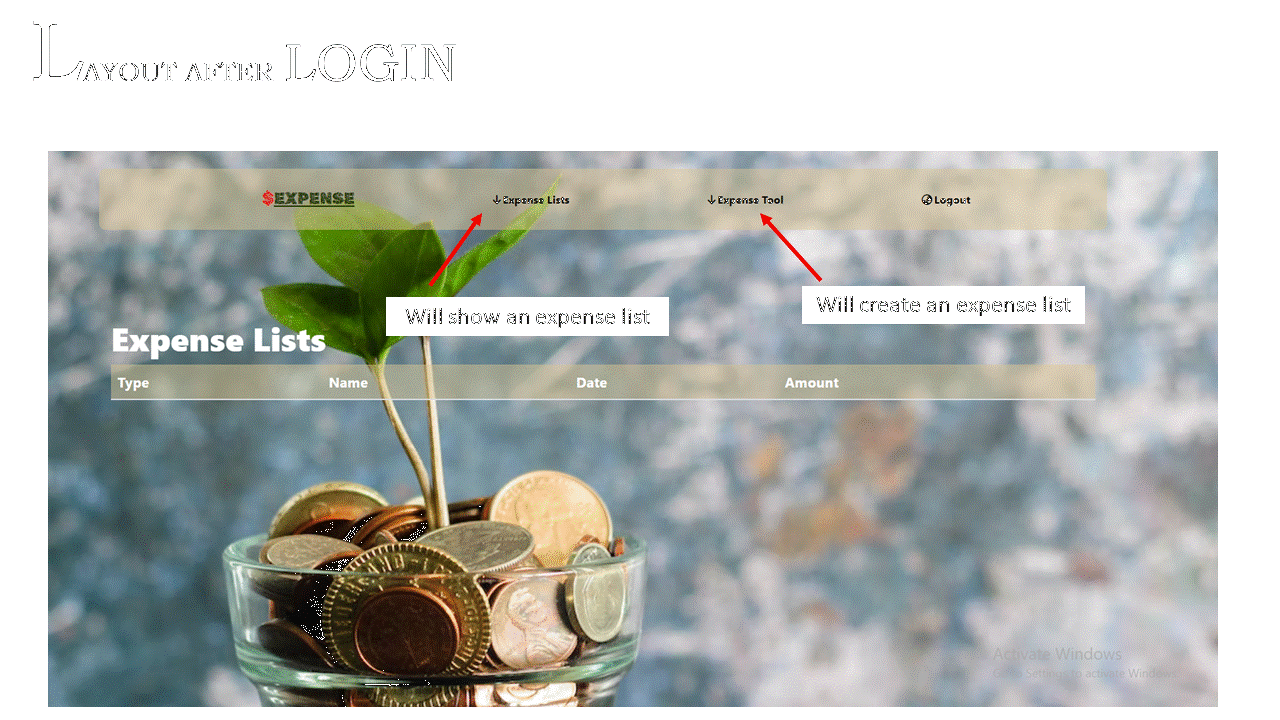 LAYOUT AFTER LOGIN
$EXPENSE
Expense Lists
Expense Tool
Logout
Will show an expense list
Will create an expense list
Expense Lists
Type Name Date Amount
Activate Windows
Go to Settings to activate Windows.